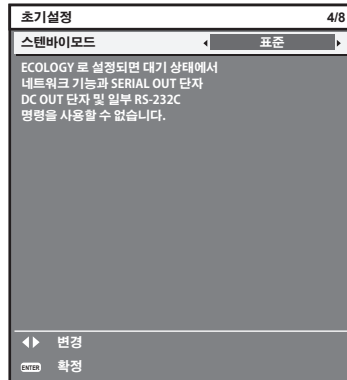 초기설정 4/8
스텐바이모드 표준
ECOLOGY 로 설정되면 대기 상태에서
네트워크 기능과 SERIAL OUT 단자
DC OUT 단자 및 일부 RS-232C
명령을 사용할 수 없습니다.
변경
ENTER 확정